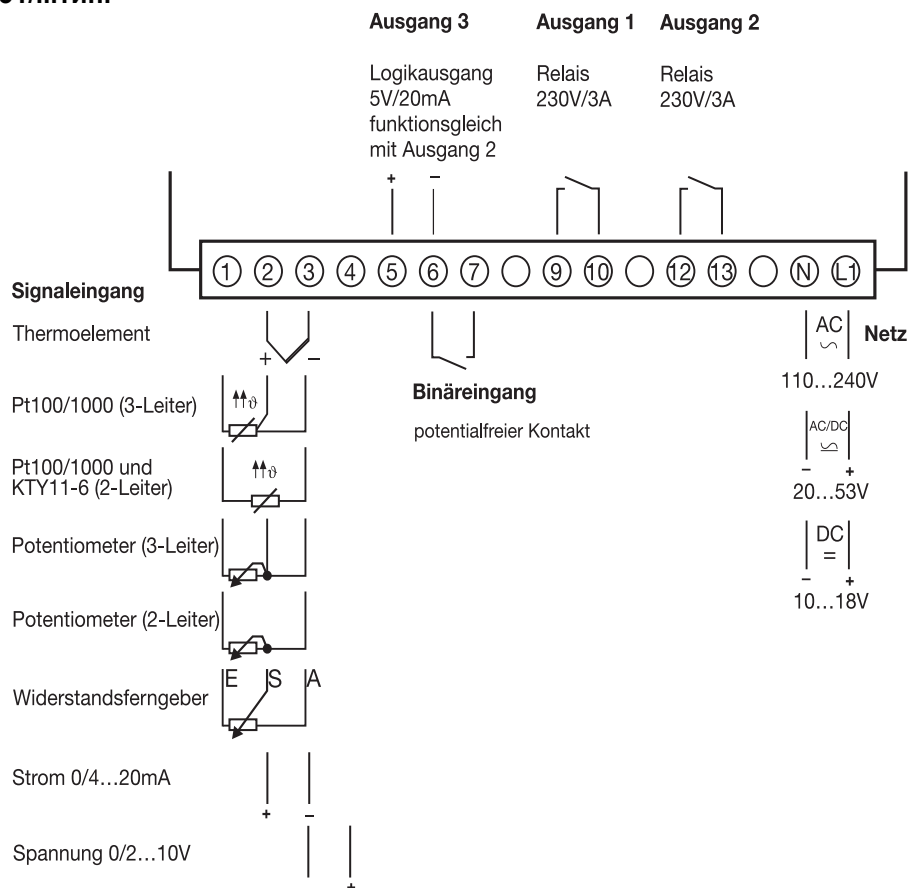 Ausgang 3 Ausgang 1 Ausgang 2
Logikausgang
5V/20mA
funktionsgleich
mit Ausgang 2
Relais
230V/3A
Relais
230V/3A
+ −
1 2 3 4 5 6 7 9 10 12 13 N L1
Signaleingang
Thermoelement
+ −
Binäreingang
potentialfreier Kontakt
AC
Netz
110...240V
AC/DC
− +
20...53V
DC
=
− +
10...18V
Pt100/1000 (3-Leiter)
ϑ
Pt100/1000 und
KTY11-6 (2-Leiter)
ϑ
Potentiometer (3-Leiter)
Potentiometer (2-Leiter)
Widerstandsferngeber
E S A
Strom 0/4...20mA
+ −
Spannung 0/2...10V
+